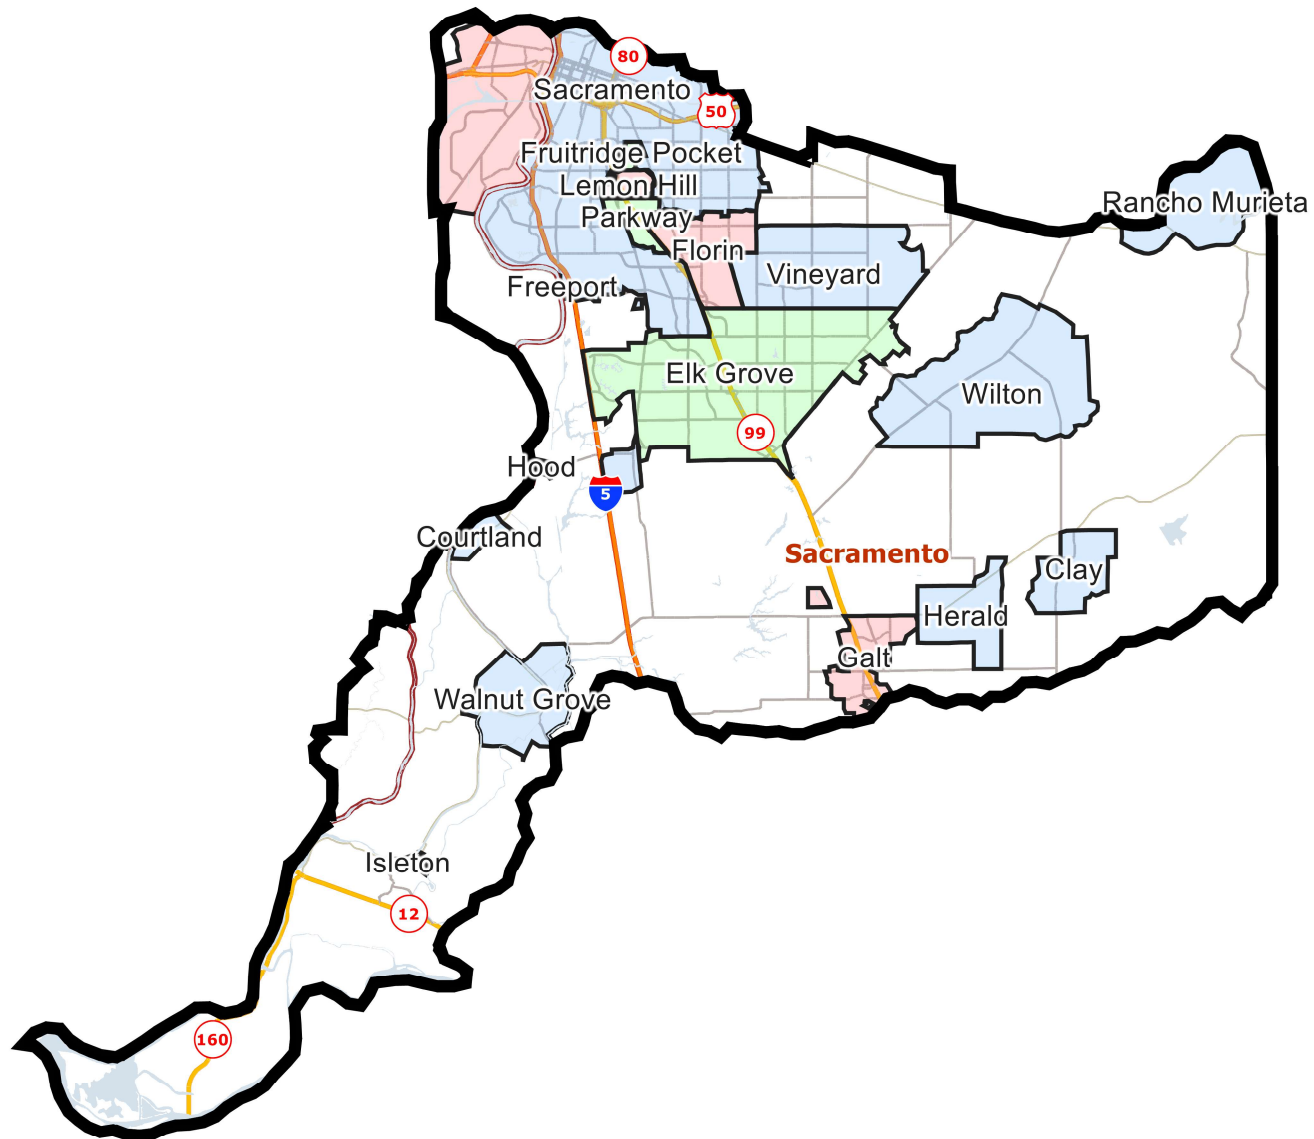 80
Sacramento
50
Fruitridge Pocket
Lemon Hill
Rancho Murieta
Parkway
Florin
Vineyard
Freeport
Elk Grove
Wilton
99
Hood
5
Courtland
Sacramento
Clay
Herald
Galt
Walnut Grove
Isleton
12
160